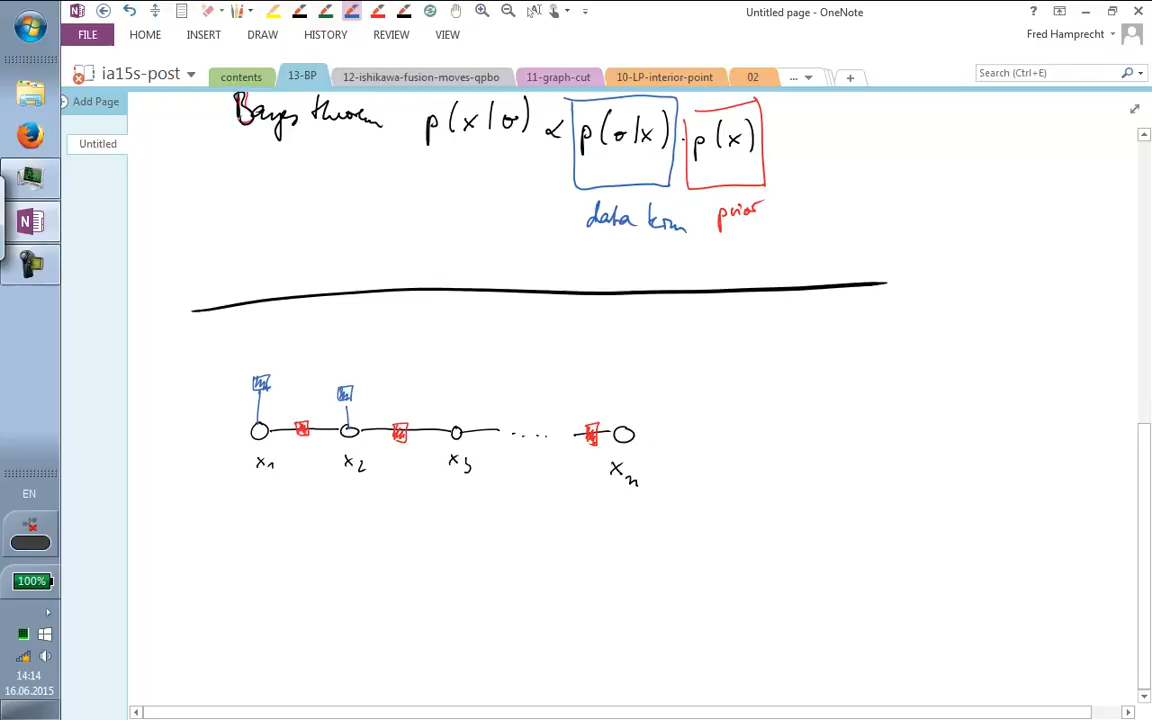 Untitled page - OneNote
FILE HOME INSERT DRAW HISTORY REVIEW VIEW
Fred Hamprecht
ia15s-post contents 13-BP 12-ishikawa-fusion-moves-qpbo 11-graph-cut 10-LP-interior-point 02 ...
Search (Ctrl+E)
Add Page
Untitled
Bayes theorem p(x|σ) ∝ p(σ|x) · p(x)
data term prior
....
x₁ x₂ x₃ xₙ
EN
100%
14:14
16.06.2015